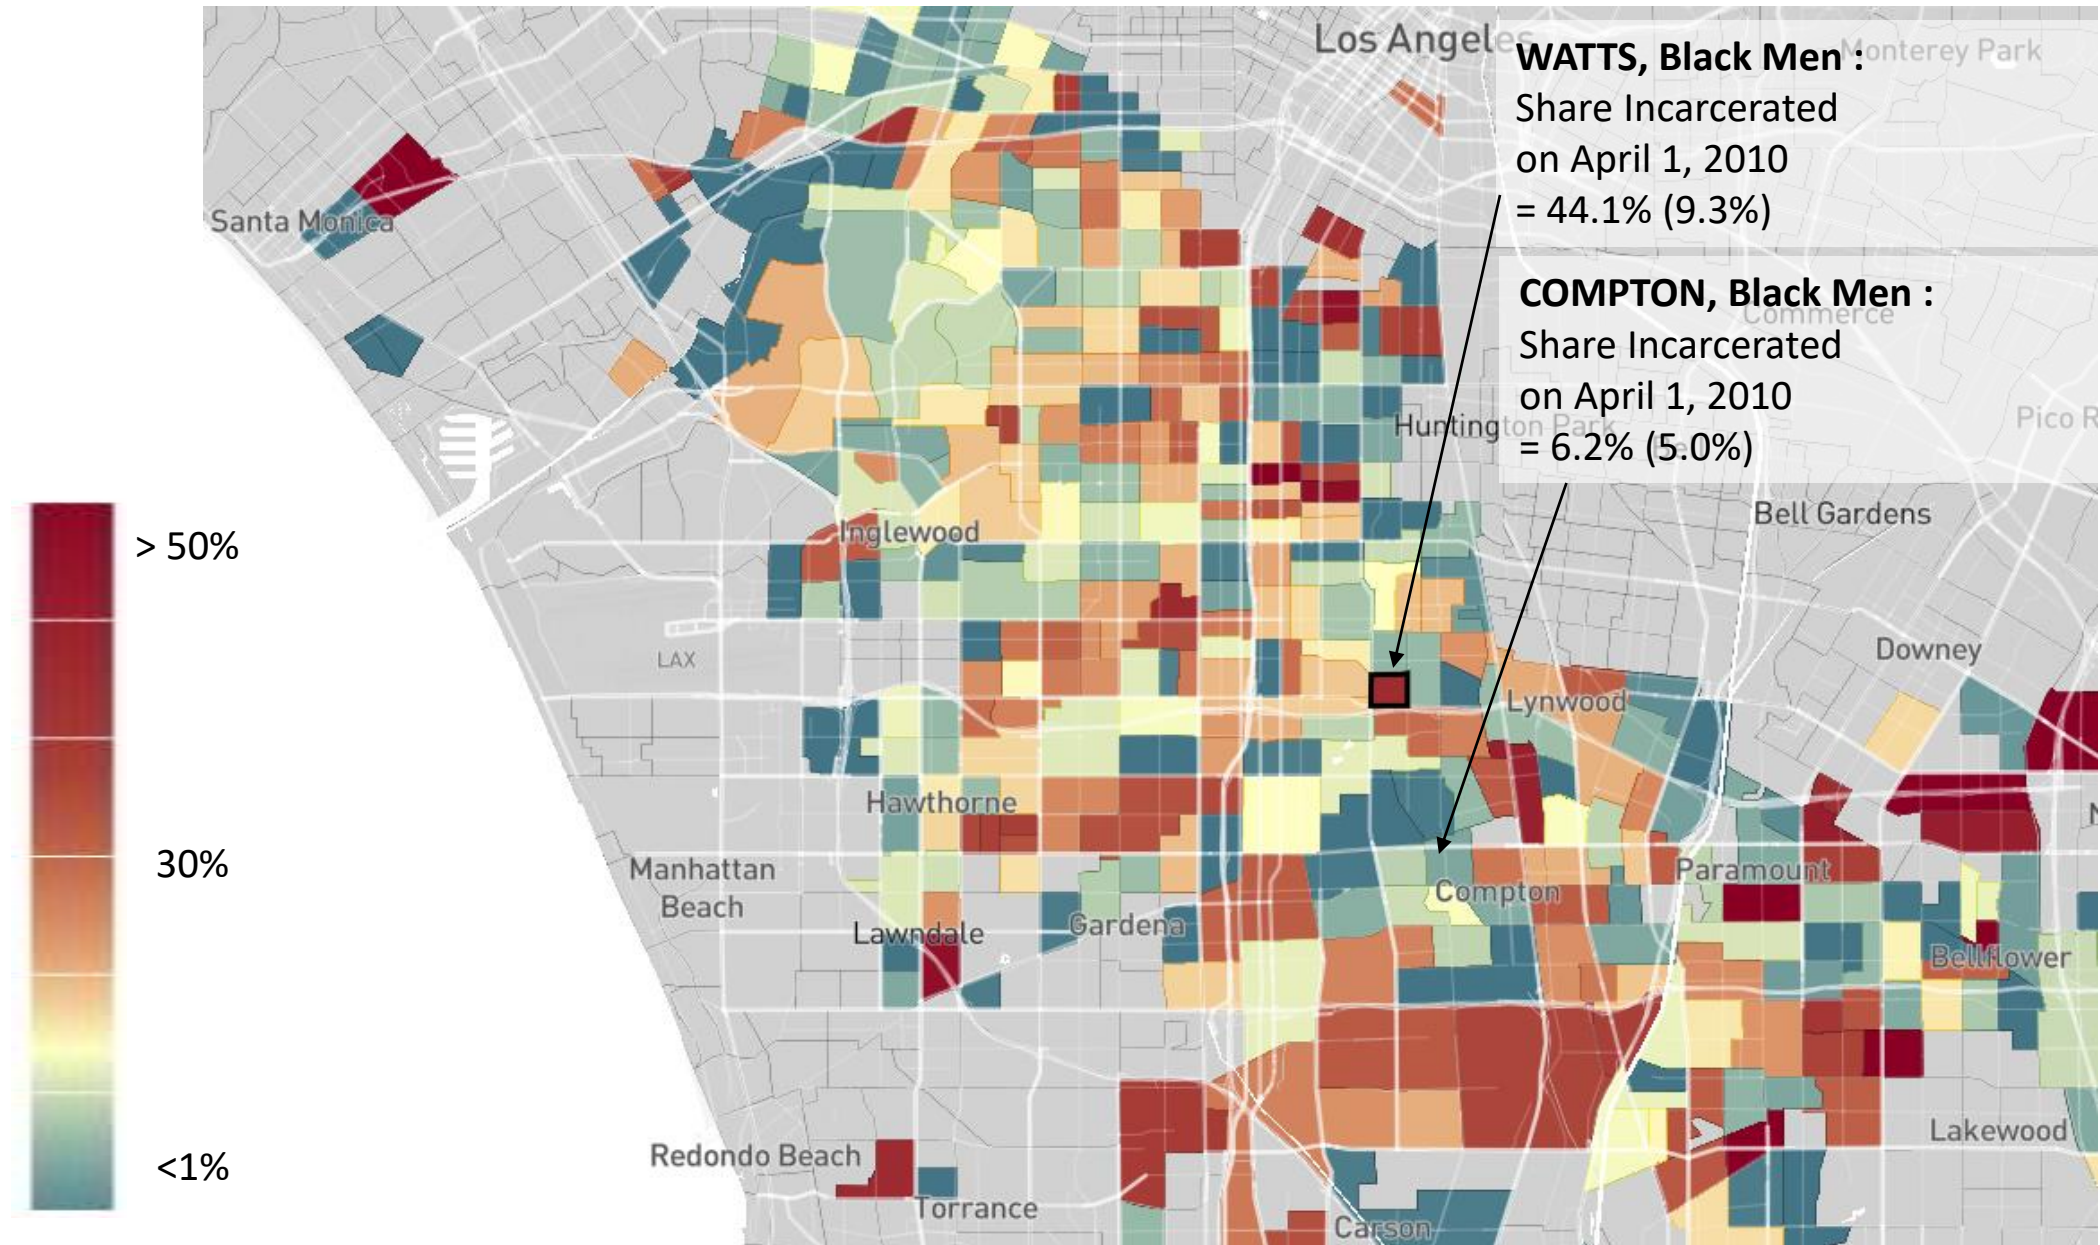 Los Angeles
Monterey Park
WATTS, Black Men :
Share Incarcerated
on April 1, 2010
= 44.1% (9.3%)
Santa Monica
COMPTON, Black Men :
Commerce
Share Incarcerated
on April 1, 2010
= 6.2% (5.0%)
Huntington Park
Pico R
Bell Gardens
> 50%
Inglewood
LAX
Downey
Lynwood
Hawthorne
30%
Manhattan
Beach
Paramount
Compton
Lawndale
Gardena
Bellflower
<1%
Redondo Beach
Lakewood
Torrance
Carson